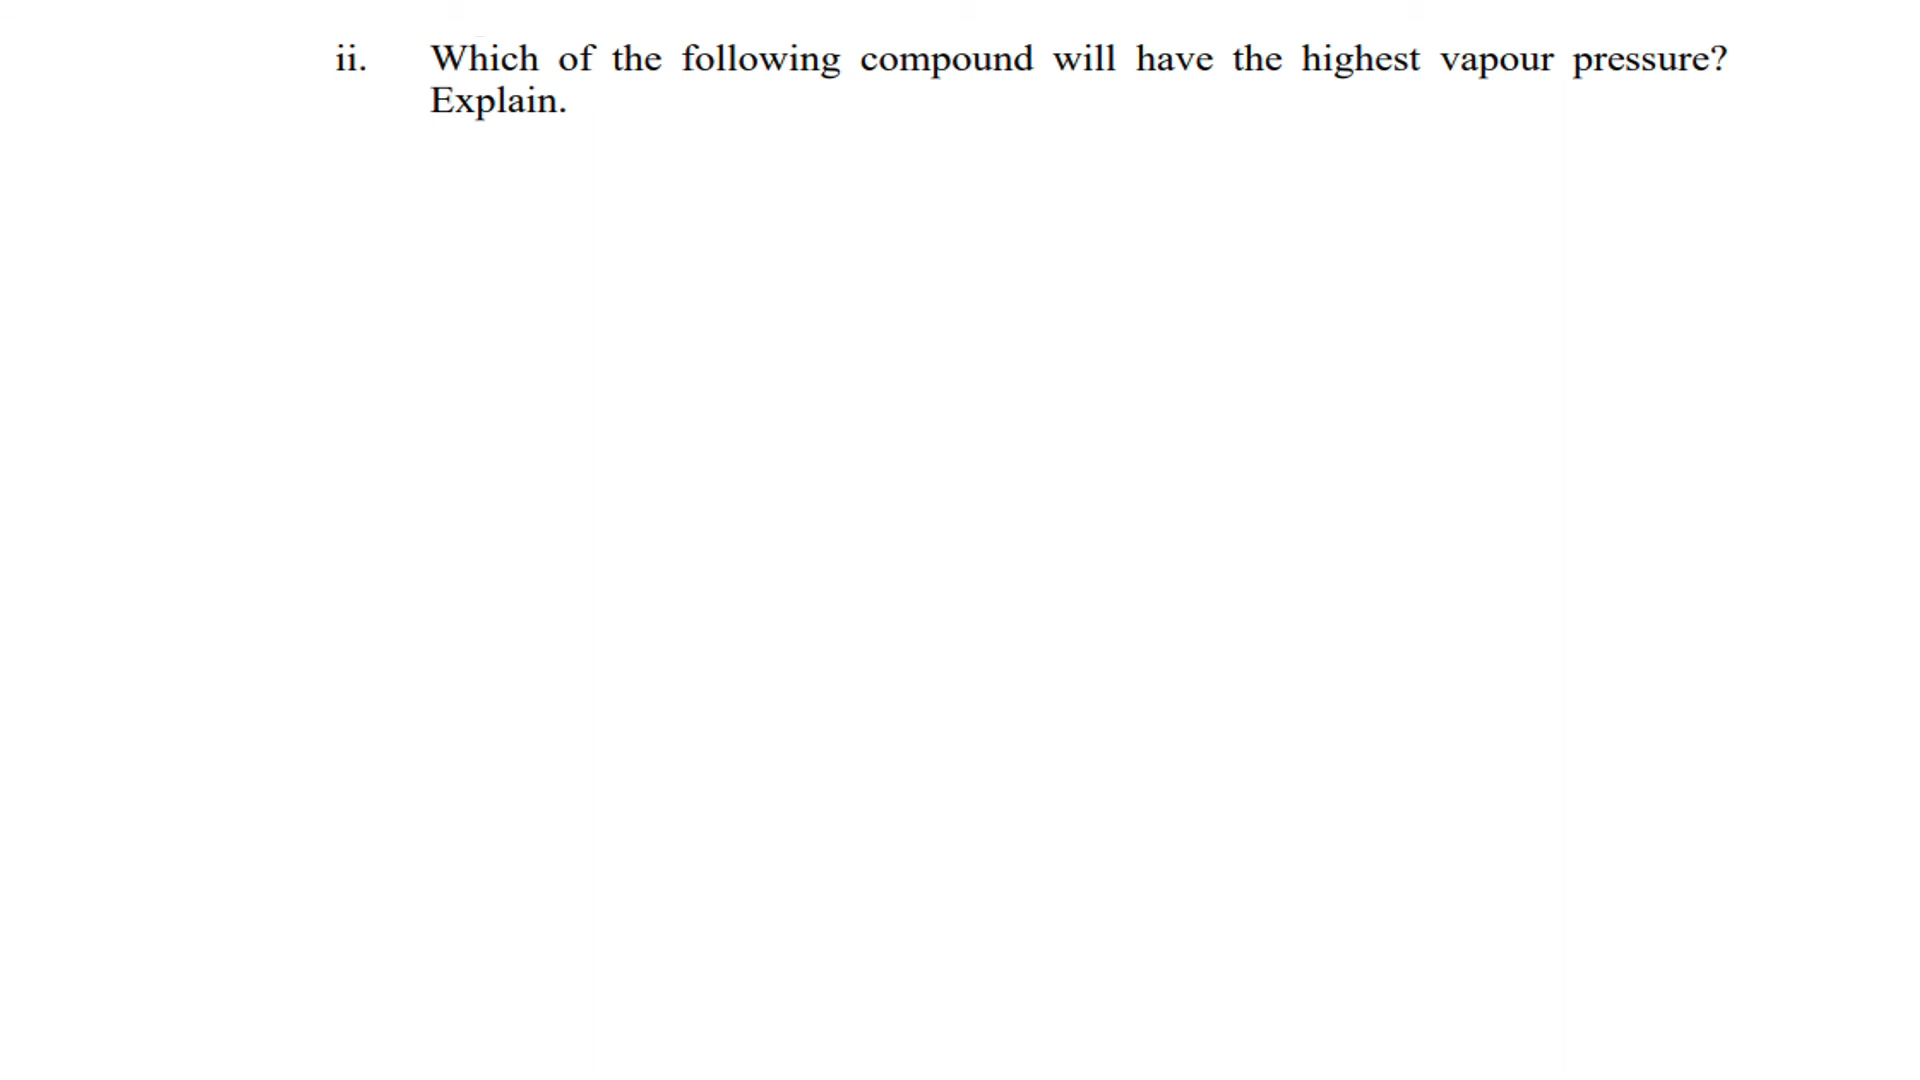 ii. Which of the following compound will have the highest vapour pressure?
Explain.